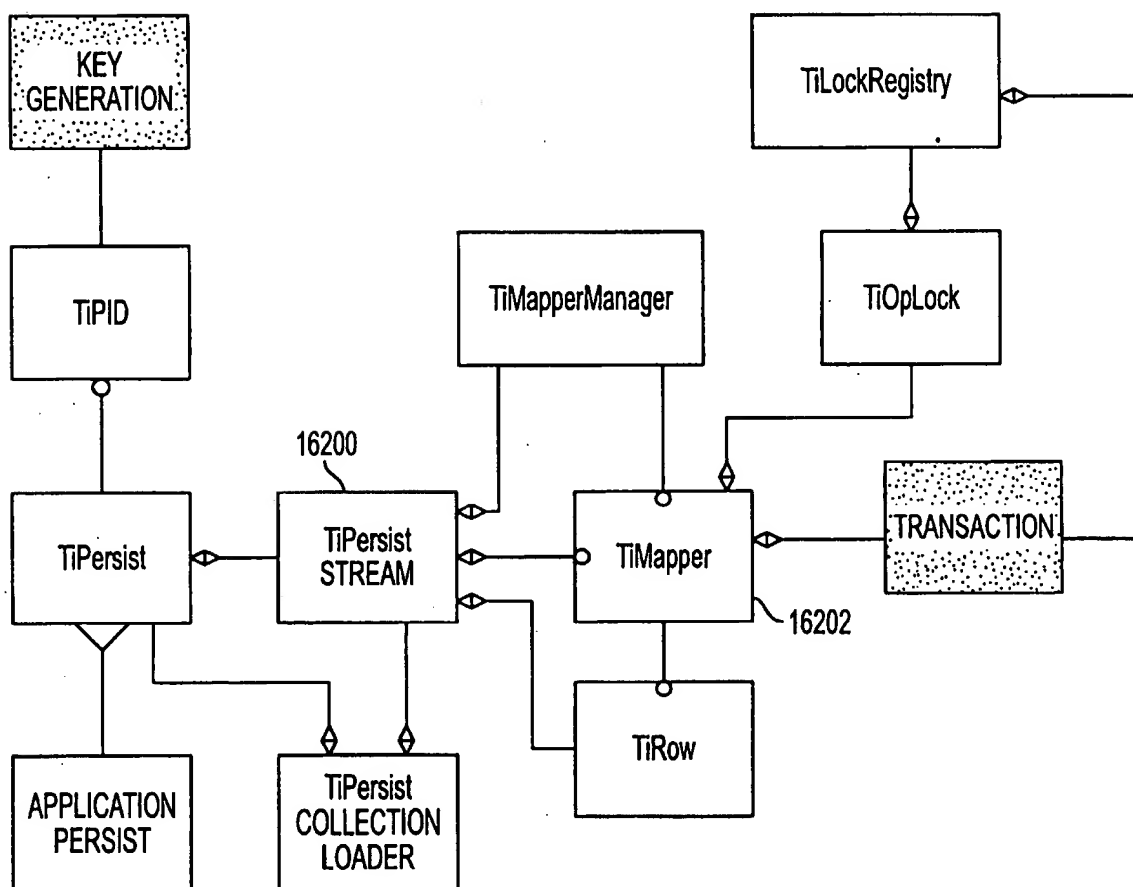 KEY
GENERATION
TiLockRegistry
TiPID
TiMapperManager
TiOpLock
16200
TiPersist
TiPersist
STREAM
TiMapper
TRANSACTION
16202
APPLICATION
PERSIST
TiPersist
COLLECTION
LOADER
TiRow